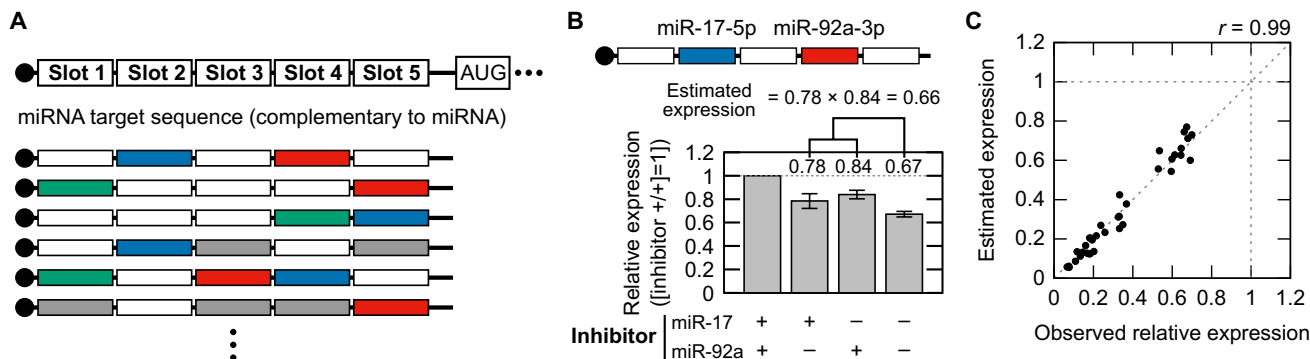 A
Slot 1 Slot 2 Slot 3 Slot 4 Slot 5 AUG •••
miRNA target sequence (complementary to miRNA)
B
miR-17-5p miR-92a-3p
Estimated
expression = 0.78 × 0.84 = 0.66
Relative expression
([inhibitor +/+]=1])
1.2
1
0.8
0.6
0.4
0.2
0
0.78 0.84 0.67
Inhibitor
miR-17 + + − −
miR-92a + − + −
C
r = 0.99
Estimated expression
1.2
1
0.8
0.6
0.4
0.2
0
0 0.2 0.4 0.6 0.8 1 1.2
Observed relative expression